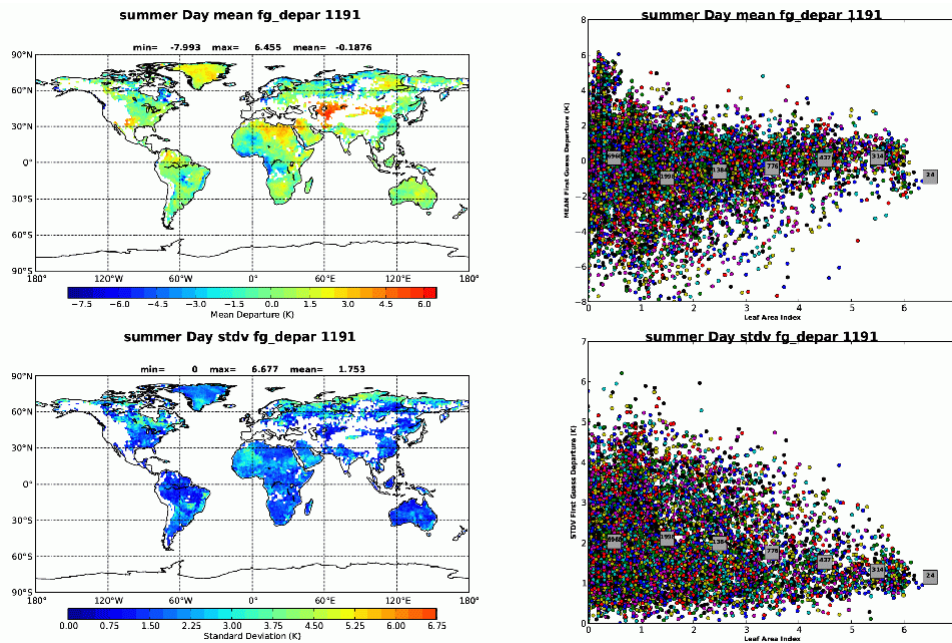 summer Day mean fg_depar 1191
min= -7.993 max= 6.455 mean= -0.1876
90°N
60°N
30°N
0°
30°S
60°S
90°S
180° 120°W 60°W 0° 60°E 120°E 180°
−7.5 −6.0 −4.5 −3.0 −1.5 0.0 1.5 3.0 4.5 6.0
Mean Departure (K)
summer Day mean fg_depar 1191
MEAN First Guess Departure (K)
8
6
4
2
0
−2
−4
−6
−8
1384
778
437
314
24
0 1 2 3 4 5 6
Leaf Area Index
summer Day stdv fg_depar 1191
min= 0 max= 6.677 mean= 1.753
90°N
60°N
30°N
0°
30°S
60°S
90°S
180° 120°W 60°W 0° 60°E 120°E 180°
0.00 0.75 1.50 2.25 3.00 3.75 4.50 5.25 6.00 6.75
Standard Deviation (K)
summer Day stdv fg_depar 1191
STDV First Guess Departure (K)
7
6
5
4
3
2
1
0
1384
778
437
314
24
0 1 2 3 4 5 6
Leaf Area Index